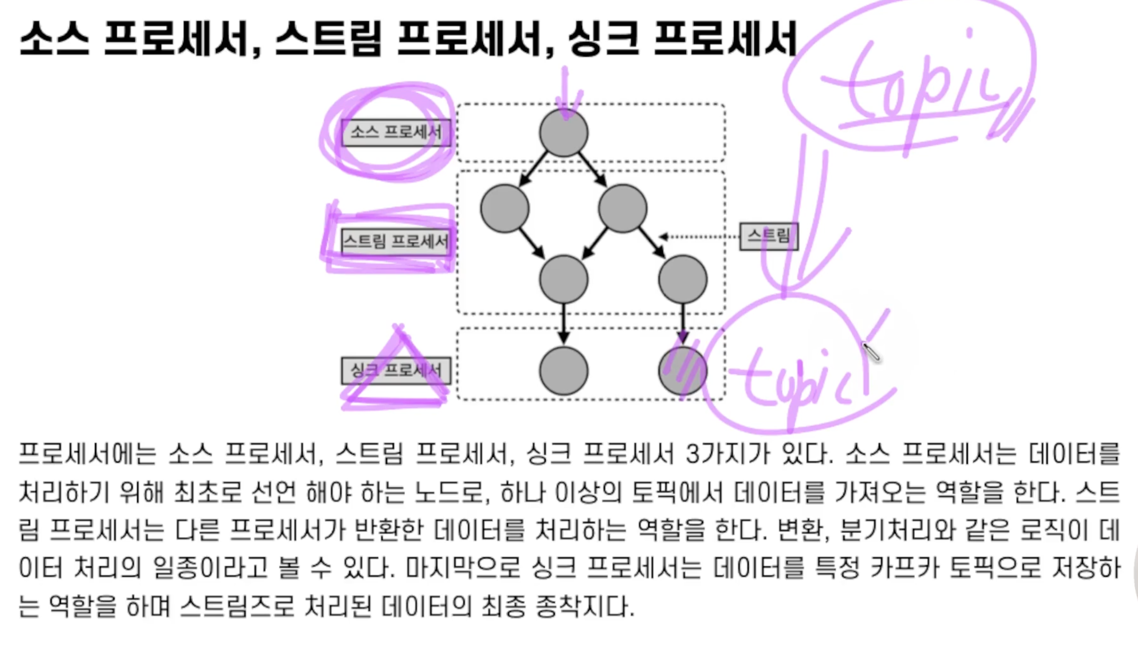 소스 프로세서, 스트림 프로세서, 싱크 프로세서
topic
소스 프로세서
스트림 프로세서
스트림
싱크 프로세서
topic
프로세서에는 소스 프로세서, 스트림 프로세서, 싱크 프로세서 3가지가 있다. 소스 프로세서는 데이터를
처리하기 위해 최초로 선언 해야 하는 노드로, 하나 이상의 토픽에서 데이터를 가져오는 역할을 한다. 스트
림 프로세서는 다른 프로세서가 반환한 데이터를 처리하는 역할을 한다. 변환, 분기처리와 같은 로직이 데
이터 처리의 일종이라고 볼 수 있다. 마지막으로 싱크 프로세서는 데이터를 특정 카프카 토픽으로 저장하
는 역할을 하며 스트림즈로 처리된 데이터의 최종 종착지다.